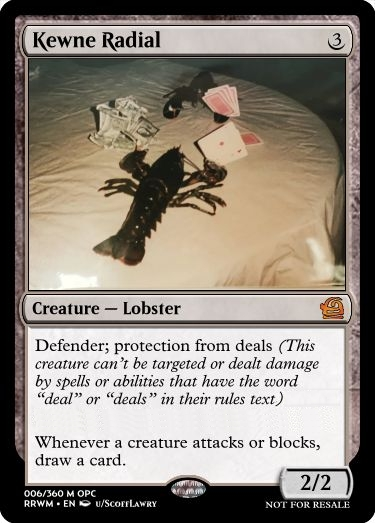 Kewne Radial 3
Creature — Lobster
Defender; protection from deals (This
creature can't be targeted or dealt damage
by spells or abilities that have the word
“deal” or “deals” in their rules text)
Whenever a creature attacks or blocks,
draw a card.
2/2
006/360 M OPC
RRWM • EN u/ScoffLawry
NOT FOR RESALE